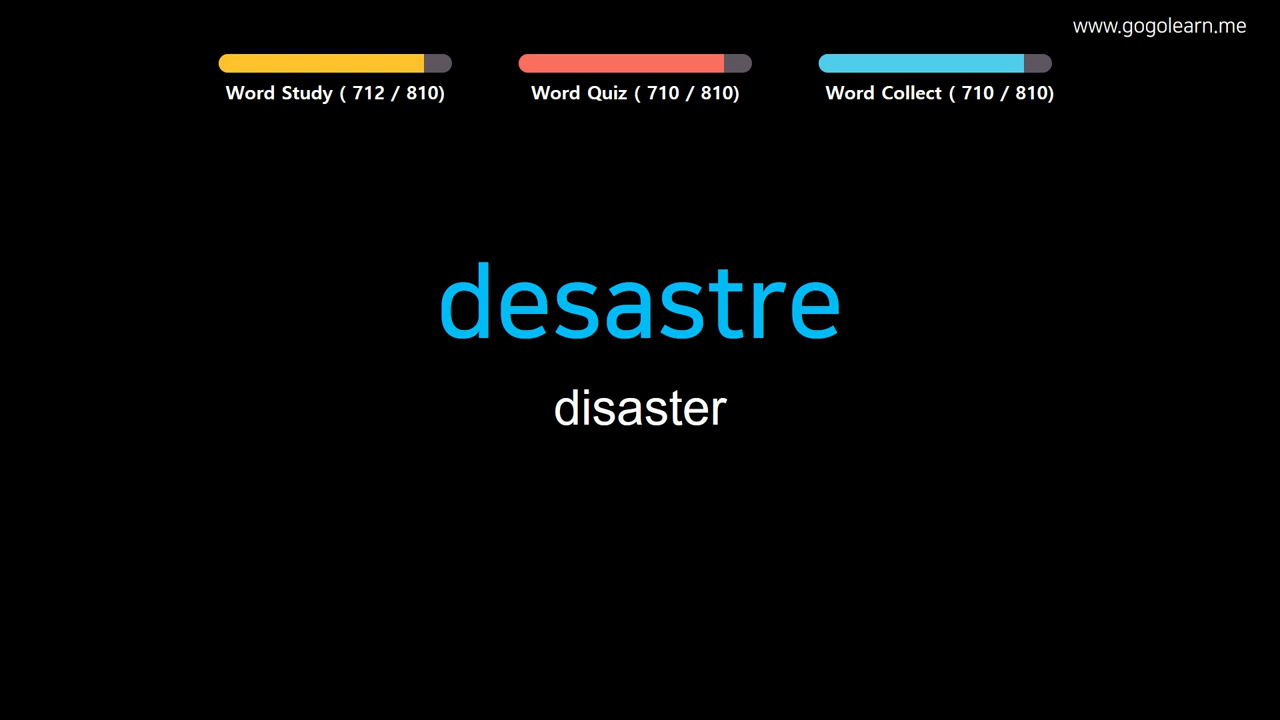 www.gogolearn.me
Word Study ( 712 / 810)
Word Quiz ( 710 / 810)
Word Collect ( 710 / 810)
desastre
disaster